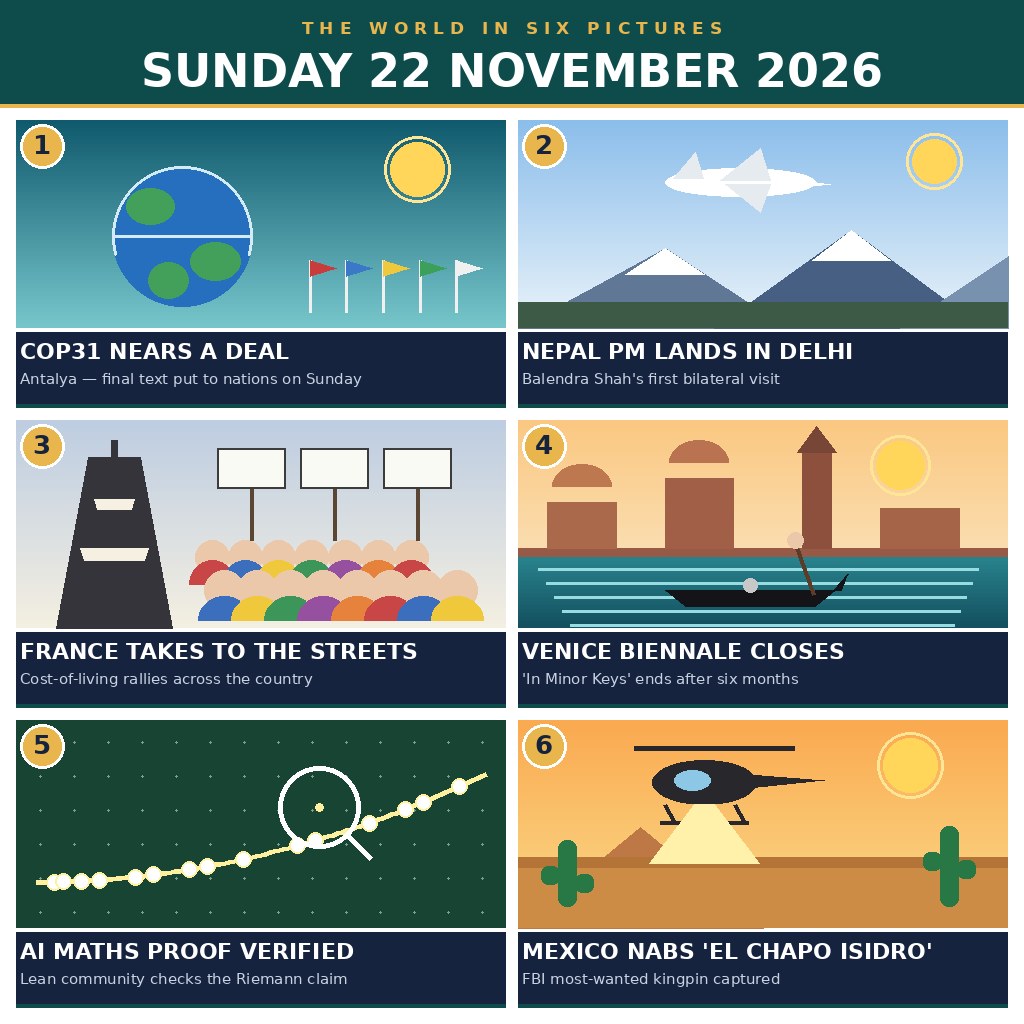 THE WORLD IN SIX PICTURES
SUNDAY 22 NOVEMBER 2026
1
COP31 NEARS A DEAL
Antalya — final text put to nations on Sunday
2
NEPAL PM LANDS IN DELHI
Balendra Shah's first bilateral visit
3
FRANCE TAKES TO THE STREETS
Cost-of-living rallies across the country
4
VENICE BIENNALE CLOSES
'In Minor Keys' ends after six months
5
AI MATHS PROOF VERIFIED
Lean community checks the Riemann claim
6
MEXICO NABS 'EL CHAPO ISIDRO'
FBI most-wanted kingpin captured